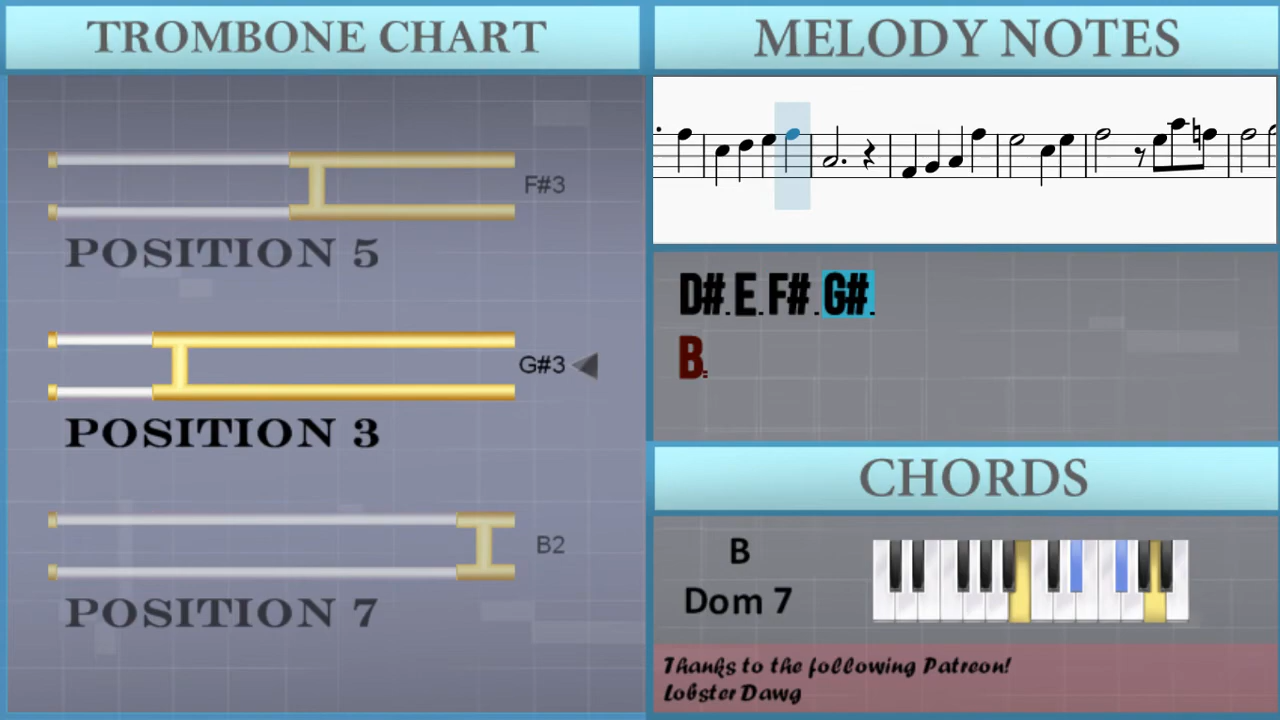 TROMBONE CHART
F#3
POSITION 5
G#3
POSITION 3
B2
POSITION 7
MELODY NOTES
D#. E. F#. G#.
B:
CHORDS
B
Dom 7
Thanks to the following Patreon!
Lobster Dawg